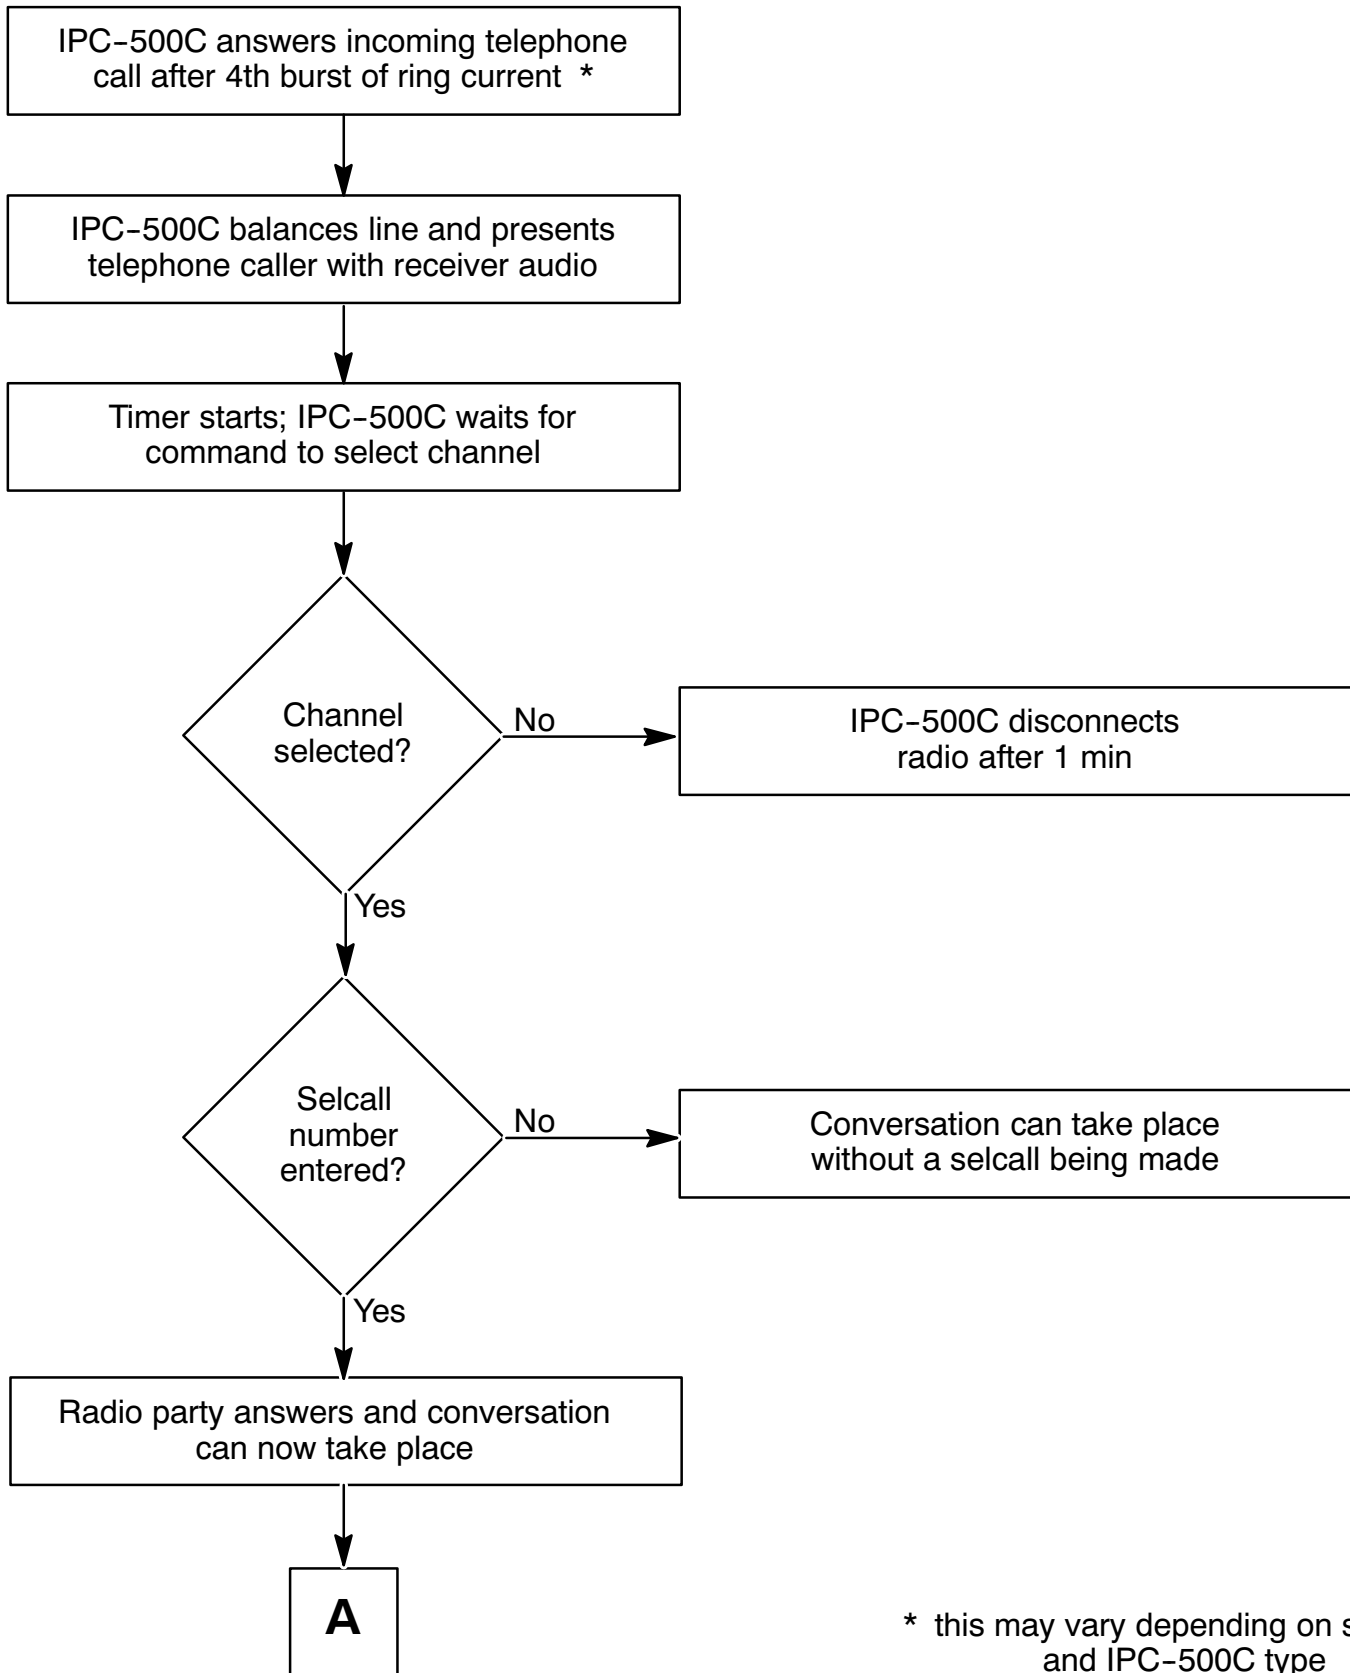 IPC-500C answers incoming telephone
call after 4th burst of ring current *
IPC-500C balances line and presents
telephone caller with receiver audio
Timer starts; IPC-500C waits for
command to select channel
Channel
selected?
No
IPC-500C disconnects
radio after 1 min
Yes
Selcall
number
entered?
No
Conversation can take place
without a selcall being made
Yes
Radio party answers and conversation
can now take place
A
* this may vary depending on
and IPC-500C type